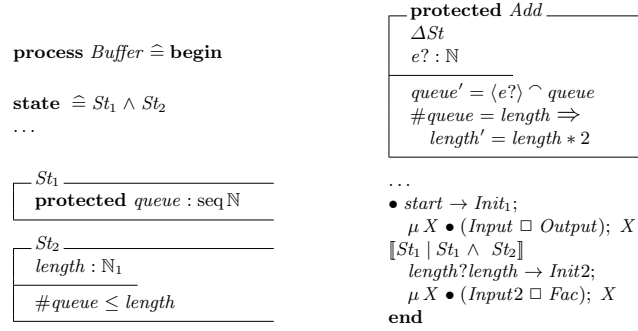 process Buffer ≙ begin
state ≙ St₁ ∧ St₂
...
St₁
protected queue : seq ℕ
St₂
length : ℕ₁
#queue ≤ length
protected Add
ΔSt
e? : ℕ
queue′ = ⟨e?⟩ ⌢ queue
#queue = length ⇒
length′ = length ∗ 2
...
• start → Init₁;
μ X • (Input □ Output); X
⟦St₁ | St₁ ∧ St₂⟧
length?length → Init2;
μ X • (Input2 □ Fac); X
end